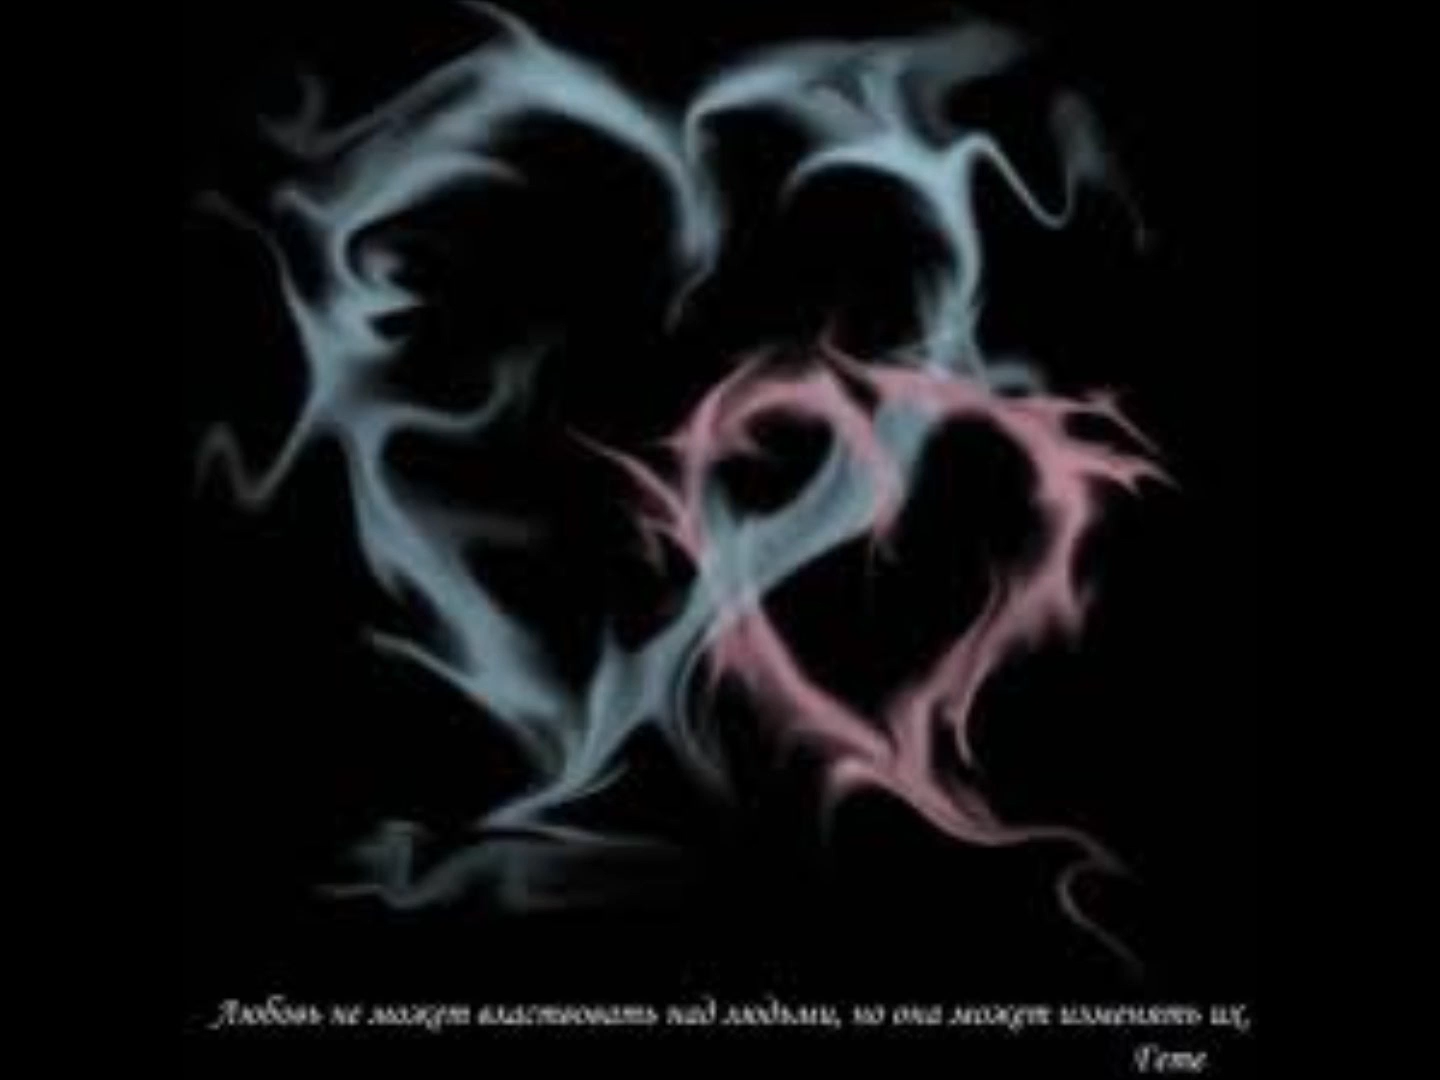 Любовь не может властвовать над людьми, но она может изменять их,
Гете